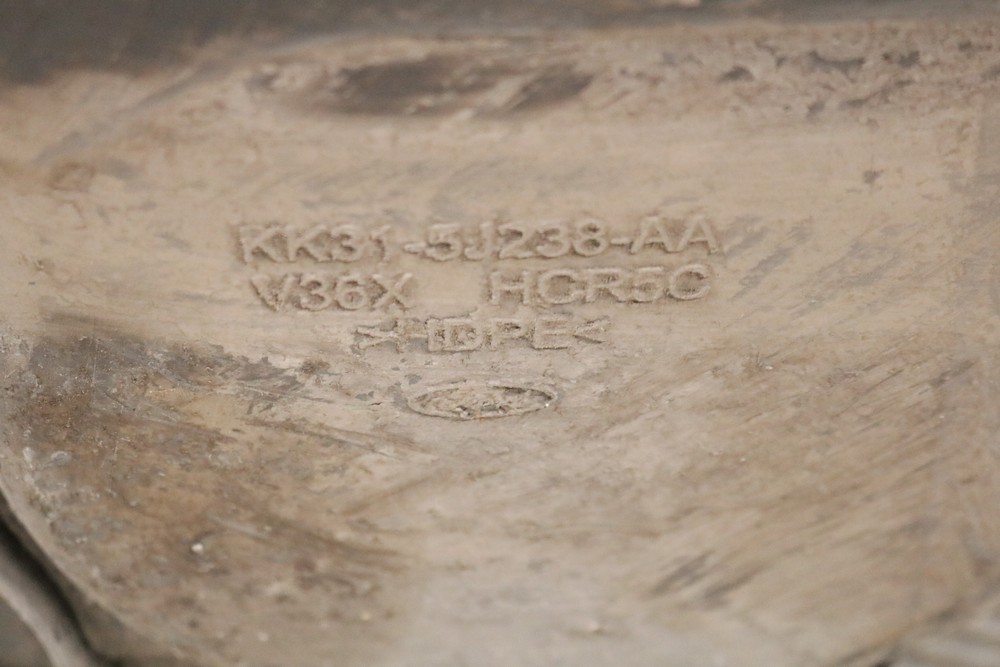 KK31-5J238-AA
V36X HCR5C
>HDPE<